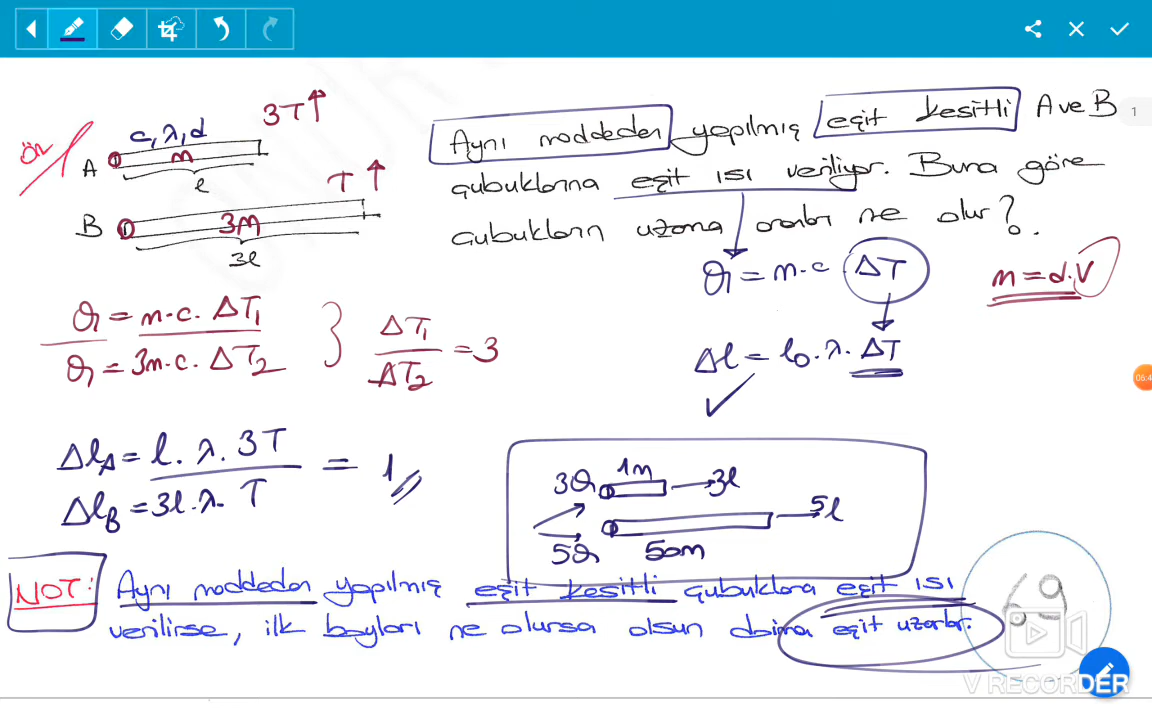 ÖR
A c, λ, d m l 3T↑
B 3m 3l T↑
Aynı maddeden yapılmış eşit kesitli A ve B
çubuklarına eşit ısı veriliyor. Buna göre
çubukların uzama oranları ne olur?
1
Q = m.c.ΔT
m = d.V
Δl = l0.λ.ΔT
Q = m.c.ΔT1
Q = 3m.c.ΔT2
ΔT1
ΔT2
= 3
ΔlA = l.λ.3T
ΔlB = 3l.λ.T
= 1
3Q 1m 3l
5Q 50m 5l
NOT: Aynı maddeden yapılmış eşit kesitli çubuklara eşit ısı
verilirse, ilk boyları ne olursa olsun daima eşit uzarlar.
V RECORDER